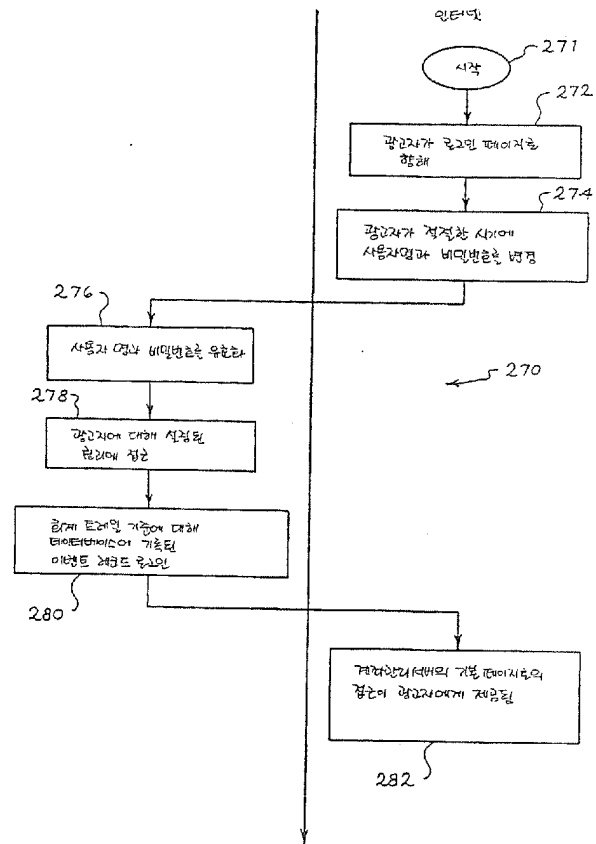 인터넷
271
시작
272
광고자가 로그인 페이지를
향해
274
광고자가 적절한 시기에
사용자명과 비밀번호를 변경
276
사용자 명과 비밀번호를 유효화
270
278
광고자에 대해 설정된
권리에 접근
회계 트레일 기준에 대해
데이터베이스에 기록된
이벤트 레코드 로그인
280
계좌관리서버의 기본 페이지로의
접근이 광고자에게 제공됨
282